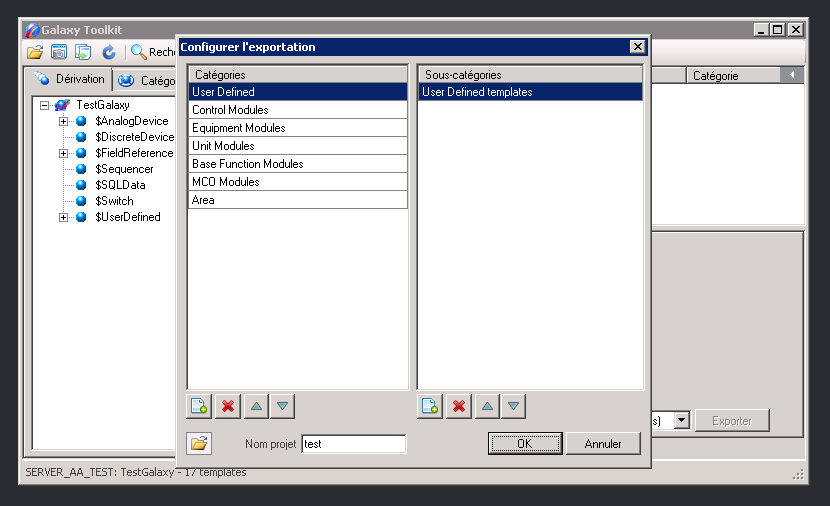 Galaxy Toolkit
Reche
Dérivation
Catégo
TestGalaxy
$AnalogDevice
$DiscreteDevice
$FieldReference
$Sequencer
$SQLData
$Switch
$UserDefined
Configurer l'exportation
Catégories
User Defined
Control Modules
Equipment Modules
Unit Modules
Base Function Modules
MCO Modules
Area
Sous-catégories
User Defined templates
Nom projet
test
OK
Annuler
Catégorie
s)
Exporter
SERVER_AA_TEST: TestGalaxy - 17 templates